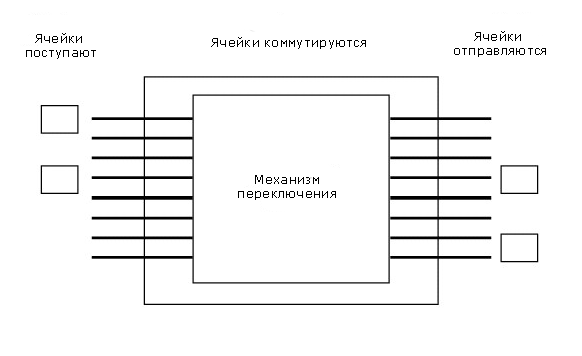 Ячейки
поступают
Ячейки коммутируются
Ячейки
отправляются
Механизм
переключения